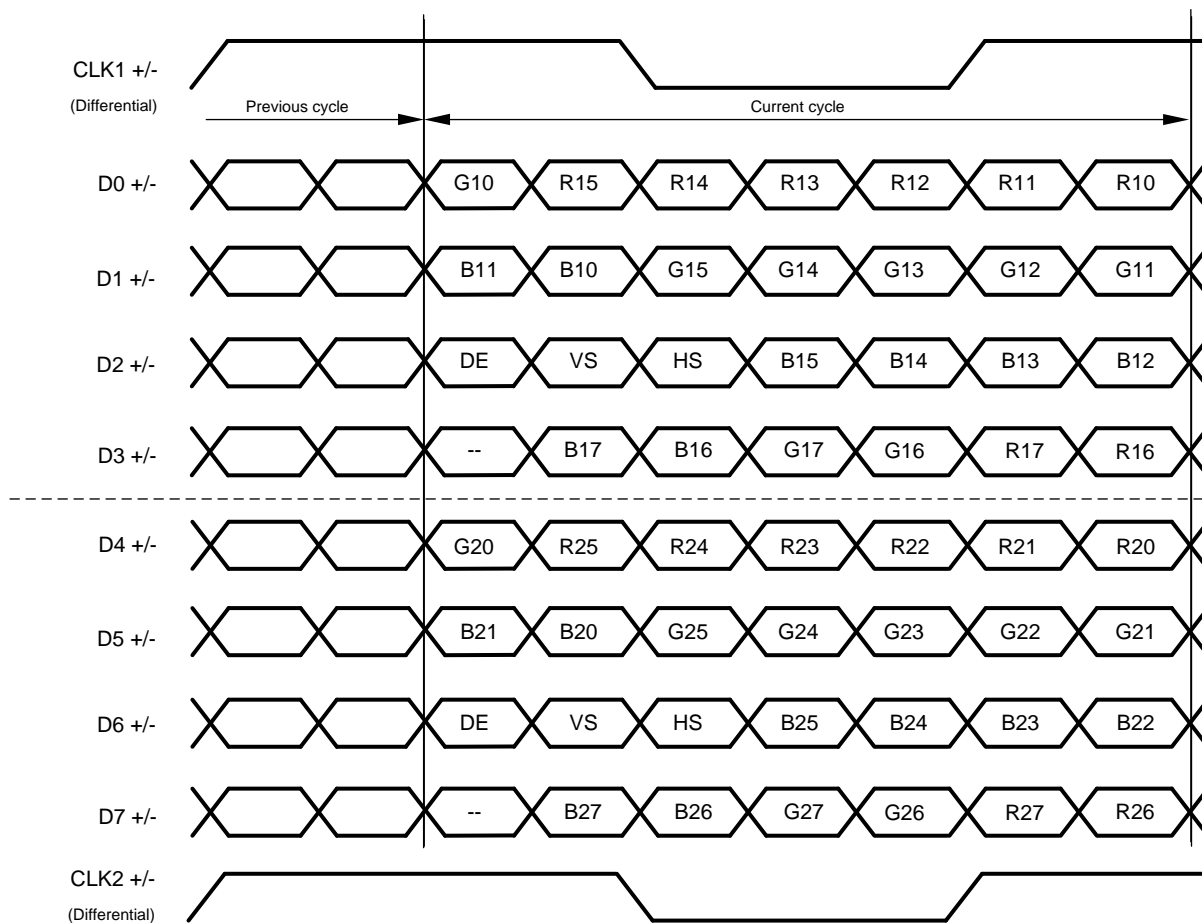 CLK1 +/-
(Differential)
Previous cycle
Current cycle
D0 +/- G10 R15 R14 R13 R12 R11 R10
D1 +/- B11 B10 G15 G14 G13 G12 G11
D2 +/- DE VS HS B15 B14 B13 B12
D3 +/- -- B17 B16 G17 G16 R17 R16
D4 +/- G20 R25 R24 R23 R22 R21 R20
D5 +/- B21 B20 G25 G24 G23 G22 G21
D6 +/- DE VS HS B25 B24 B23 B22
D7 +/- -- B27 B26 G27 G26 R27 R26
CLK2 +/-
(Differential)